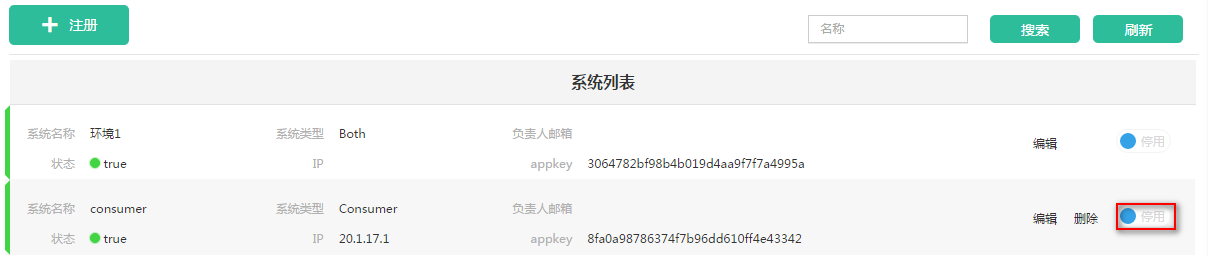 注册
名称
搜索
刷新
系统列表
系统名称 环境1 系统类型 Both 负责人邮箱
编辑 停用
状态 true IP appkey 3064782bf98b4b019d4aa9f7f7a4995a
系统名称 consumer 系统类型 Consumer 负责人邮箱
编辑 删除 停用
状态 true IP 20.1.17.1 appkey 8fa0a98786374f7b96dd610ff4e43342